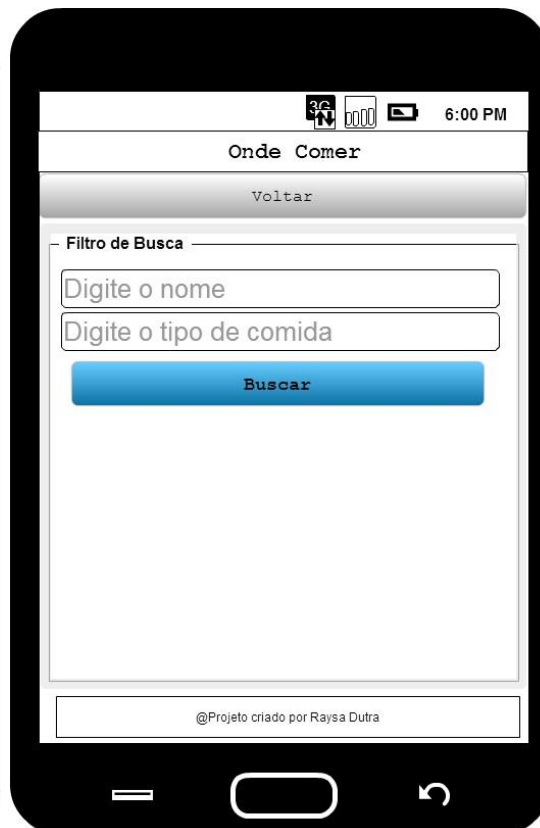 3G 6:00 PM
Onde Comer
Voltar
Filtro de Busca
Digite o nome
Digite o tipo de comida
Buscar
@Projeto criado por Raysa Dutra